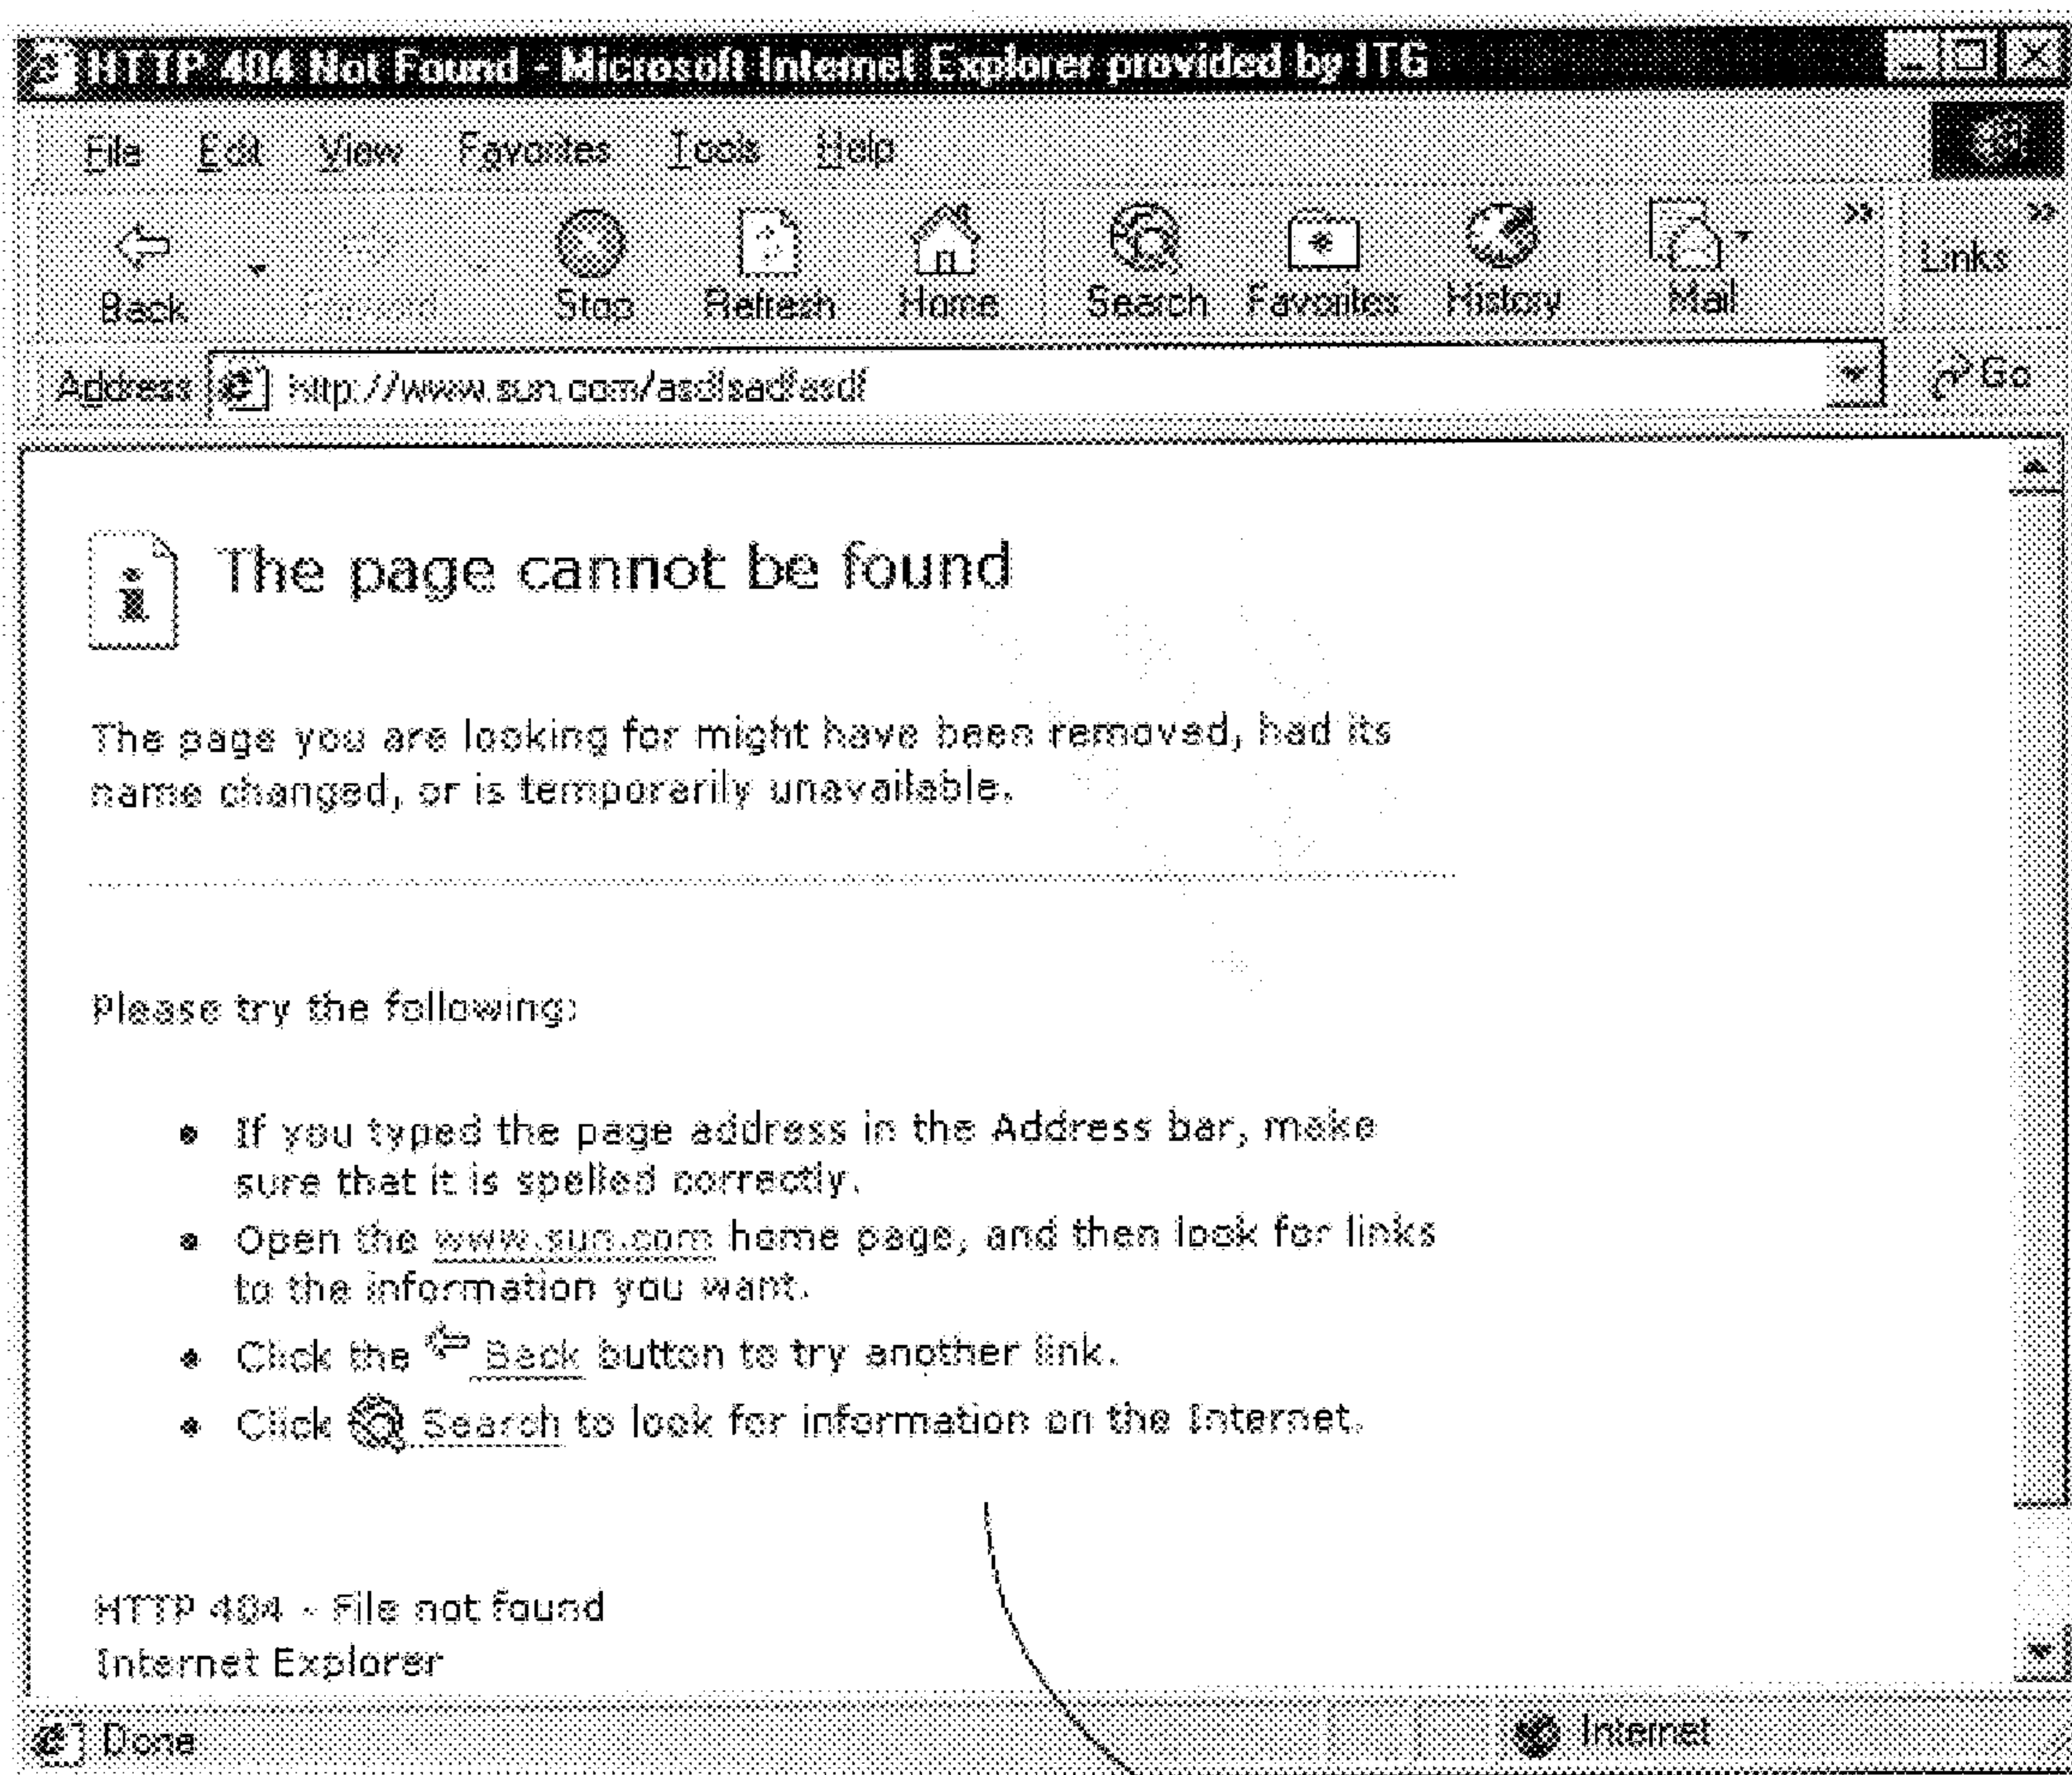 HTTP 404 Not Found - Microsoft Internet Explorer provided by ITG
File Edit View Favorites Tools Help
Back Forward Stop Refresh Home Search Favorites History Mail » Links »
Address http://www.sun.com/asdfsadfasdf Go
The page cannot be found
The page you are looking for might have been removed, had its
name changed, or is temporarily unavailable.
Please try the following:
• If you typed the page address in the Address bar, make
sure that it is spelled correctly.
• Open the www.sun.com home page, and then look for links
to the information you want.
• Click the Back button to try another link.
• Click Search to look for information on the Internet.
HTTP 404 - File not found
Internet Explorer
Done Internet